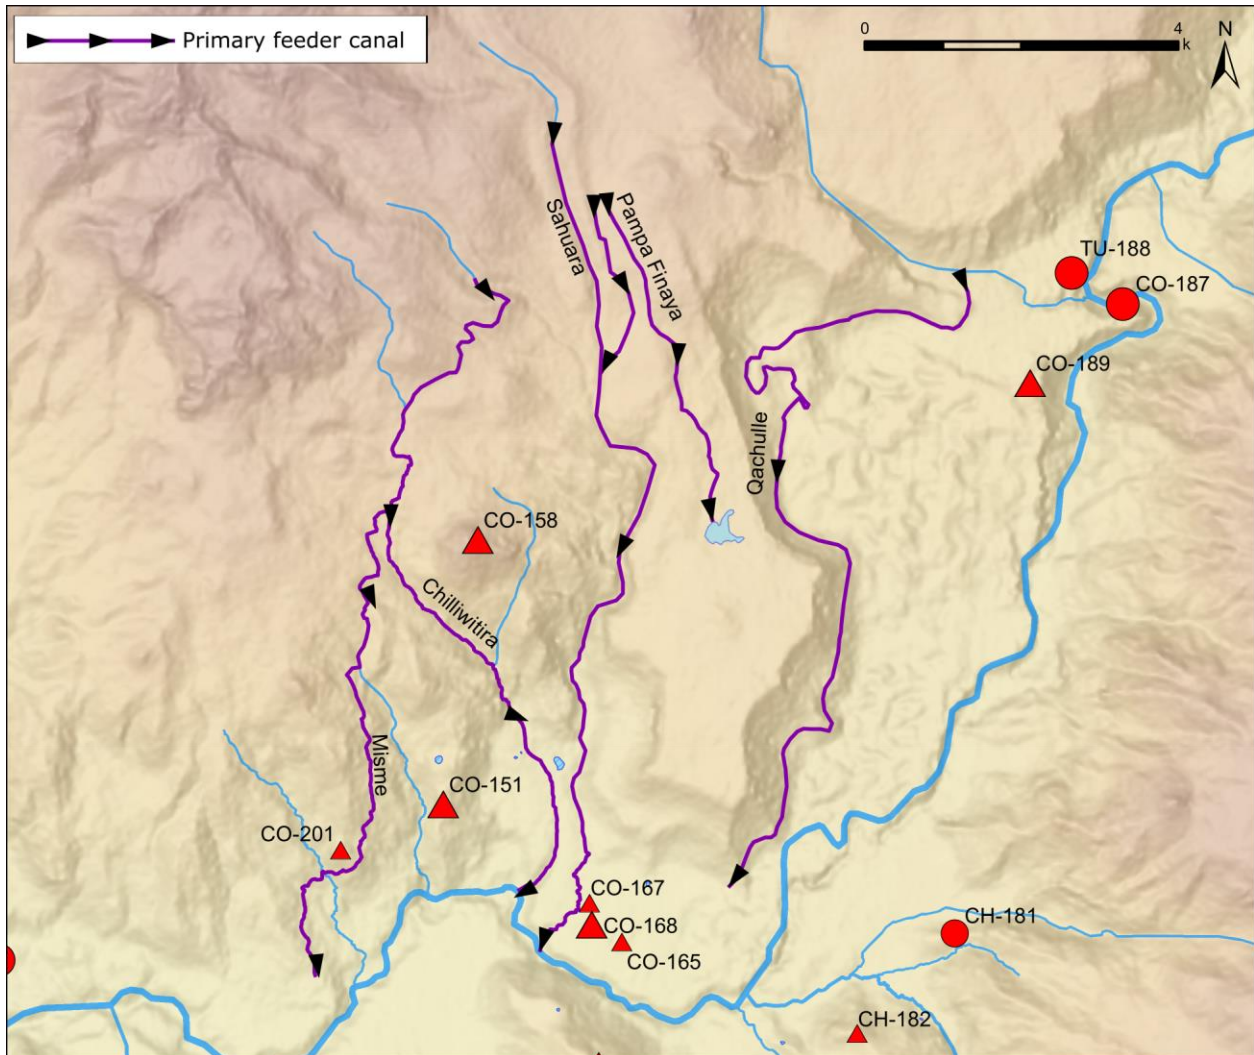 Primary feeder canal
0 4
k
N
Sahuara
Pampa Finaya
TU-188
CO-187
CO-189
Qachulle
CO-158
Chilliwitira
Misme
CO-151
CO-201
CO-167
CO-168
CO-165
CH-181
CH-182